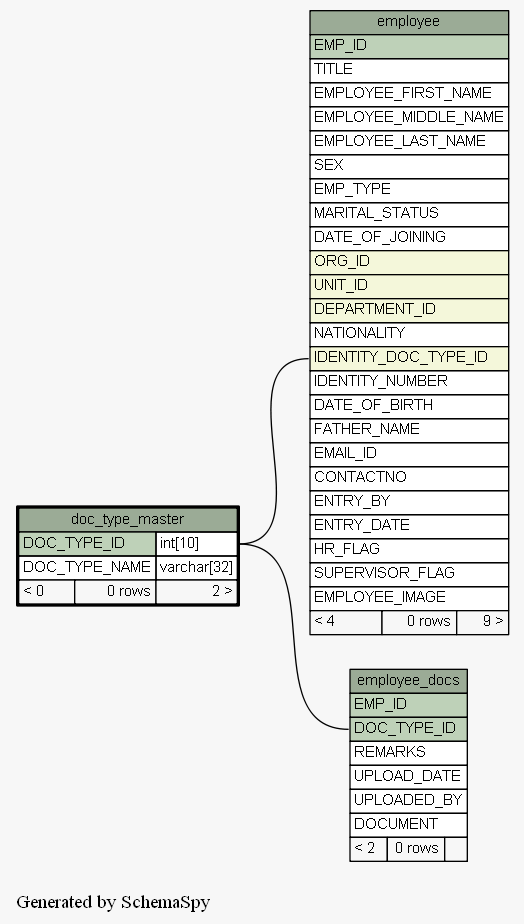 employee
EMP_ID
TITLE
EMPLOYEE_FIRST_NAME
EMPLOYEE_MIDDLE_NAME
EMPLOYEE_LAST_NAME
SEX
EMP_TYPE
MARITAL_STATUS
DATE_OF_JOINING
ORG_ID
UNIT_ID
DEPARTMENT_ID
NATIONALITY
IDENTITY_DOC_TYPE_ID
IDENTITY_NUMBER
DATE_OF_BIRTH
FATHER_NAME
EMAIL_ID
CONTACTNO
ENTRY_BY
ENTRY_DATE
HR_FLAG
SUPERVISOR_FLAG
EMPLOYEE_IMAGE
< 4 0 rows 9 >
doc_type_master
DOC_TYPE_ID int[10]
DOC_TYPE_NAME varchar[32]
< 0 0 rows 2 >
employee_docs
EMP_ID
DOC_TYPE_ID
REMARKS
UPLOAD_DATE
UPLOADED_BY
DOCUMENT
< 2 0 rows
Generated by SchemaSpy